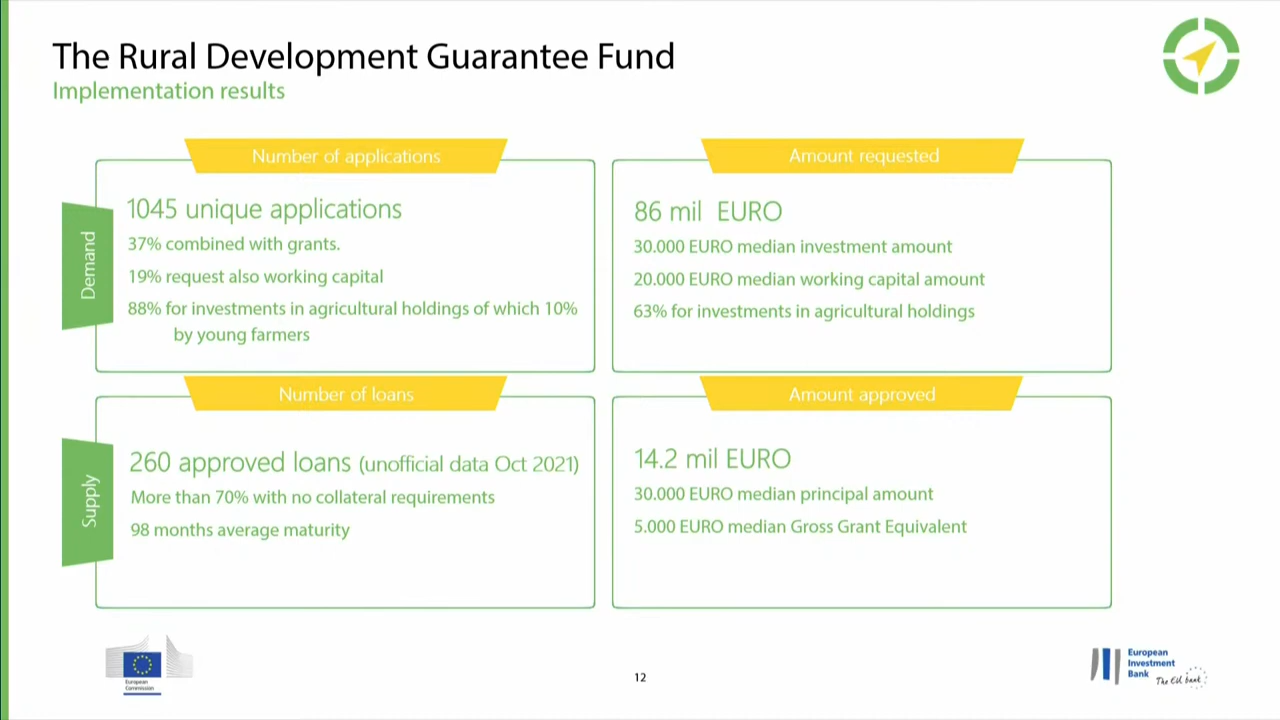 The Rural Development Guarantee Fund
Implementation results
Number of applications
Amount requested
Demand
1045 unique applications
37% combined with grants.
19% request also working capital
88% for investments in agricultural holdings of which 10%
by young farmers
86 mil EURO
30.000 EURO median investment amount
20.000 EURO median working capital amount
63% for investments in agricultural holdings
Number of loans
Amount approved
Supply
260 approved loans (unofficial data Oct 2021)
More than 70% with no collateral requirements
98 months average maturity
14.2 mil EURO
30.000 EURO median principal amount
5.000 EURO median Gross Grant Equivalent
European
Commission
12
European
Investment
Bank
The EU bank